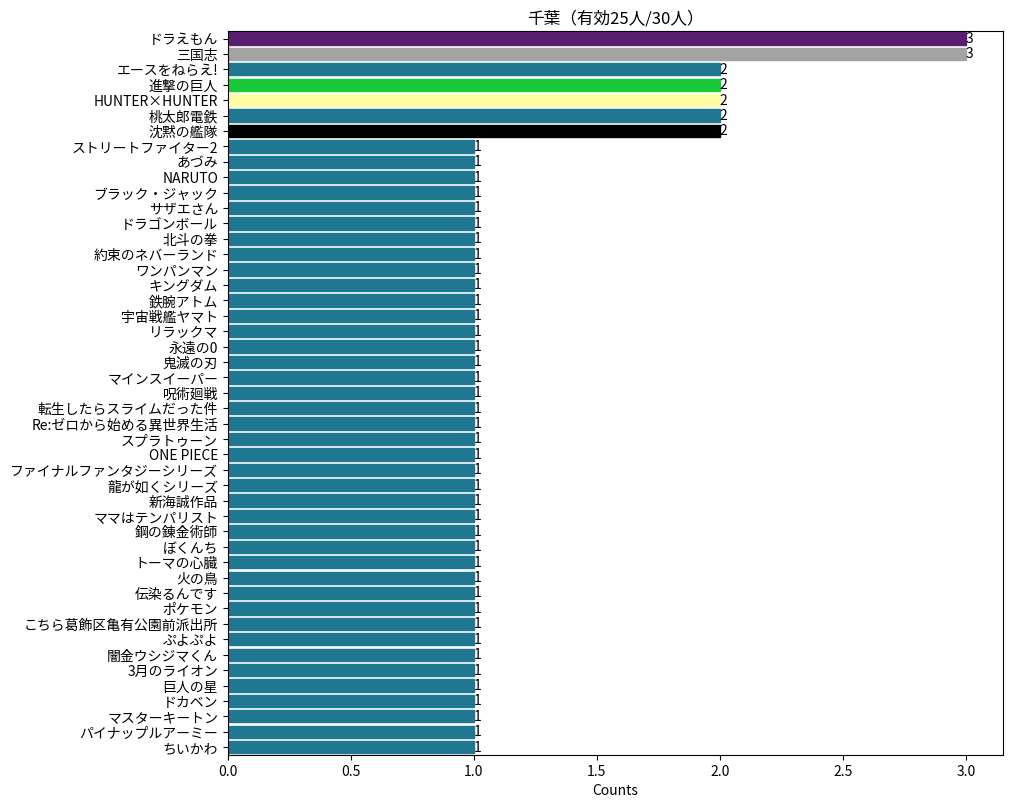 千葉（有効25人/30人）
ドラえもん 3
三国志 3
エースをねらえ! 2
進撃の巨人 2
HUNTER×HUNTER 2
桃太郎電鉄 2
沈黙の艦隊 2
ストリートファイター2 1
あづみ 1
NARUTO 1
ブラック・ジャック 1
サザエさん 1
ドラゴンボール 1
北斗の拳 1
約束のネバーランド 1
ワンパンマン 1
キングダム 1
鉄腕アトム 1
宇宙戦艦ヤマト 1
リラックマ 1
永遠の0 1
鬼滅の刃 1
マインスイーパー 1
呪術廻戦 1
転生したらスライムだった件 1
Re:ゼロから始める異世界生活 1
スプラトゥーン 1
ONE PIECE 1
ファイナルファンタジーシリーズ 1
龍が如くシリーズ 1
新海誠作品 1
ママはテンパリスト 1
鋼の錬金術師 1
ぼくんち 1
トーマの心臓 1
火の鳥 1
伝染るんです 1
ポケモン 1
こちら葛飾区亀有公園前派出所 1
ぷよぷよ 1
闇金ウシジマくん 1
3月のライオン 1
巨人の星 1
ドカベン 1
マスターキートン 1
パイナップルアーミー 1
ちいかわ 1
0.0 0.5 1.0 1.5 2.0 2.5 3.0
Counts